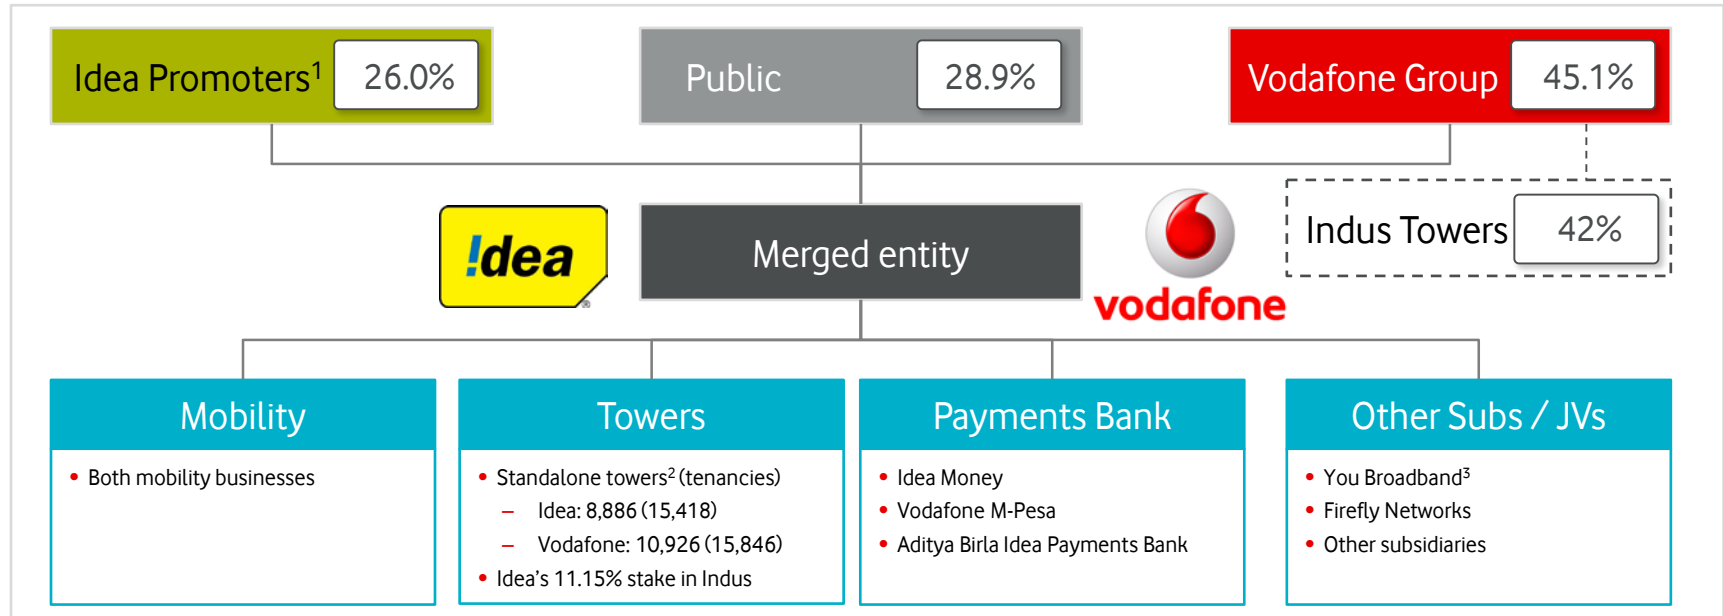 Idea Promoters¹ 26.0%
Public 28.9%
Vodafone Group 45.1%
Indus Towers 42%
!dea
®
Merged entity
vodafone
Mobility
• Both mobility businesses
Towers
• Standalone towers² (tenancies)
– Idea: 8,886 (15,418)
– Vodafone: 10,926 (15,846)
• Idea’s 11.15% stake in Indus
Payments Bank
• Idea Money
• Vodafone M-Pesa
• Aditya Birla Idea Payments Bank
Other Subs / JVs
• You Broadband³
• Firefly Networks
• Other subsidiaries